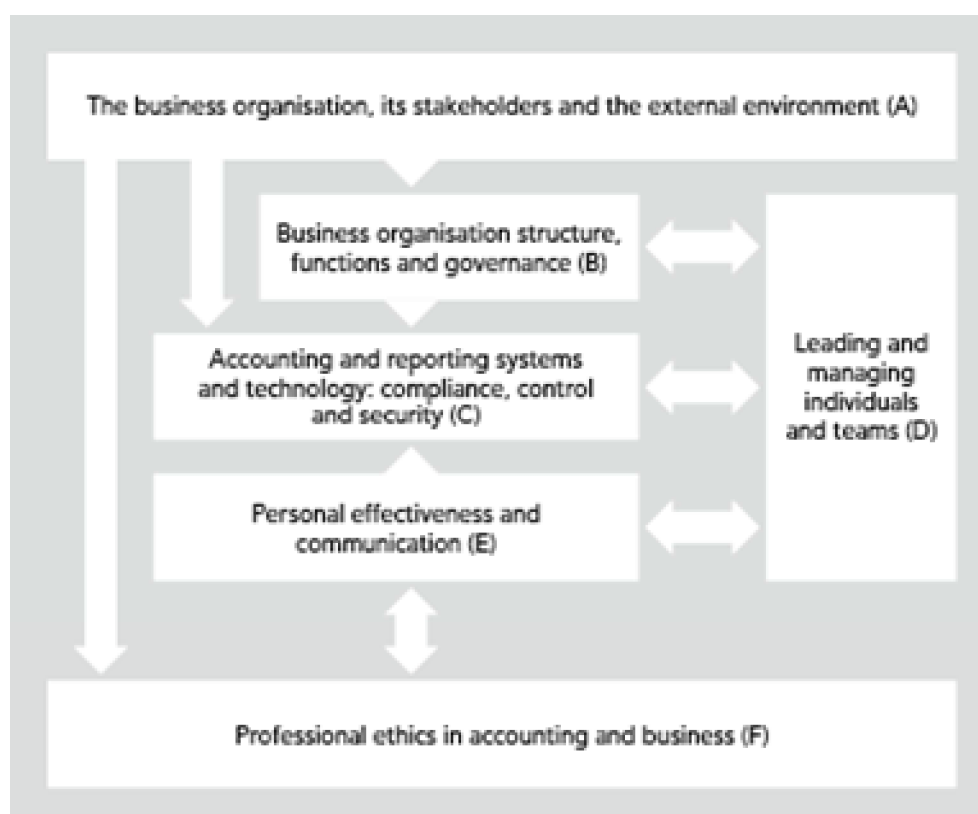 The business organisation, its stakeholders and the external environment (A)
Business organisation structure,
functions and governance (B)
Accounting and reporting systems
and technology: compliance, control
and security (C)
Leading and
managing
individuals
and teams (D)
Personal effectiveness and
communication (E)
Professional ethics in accounting and business (F)